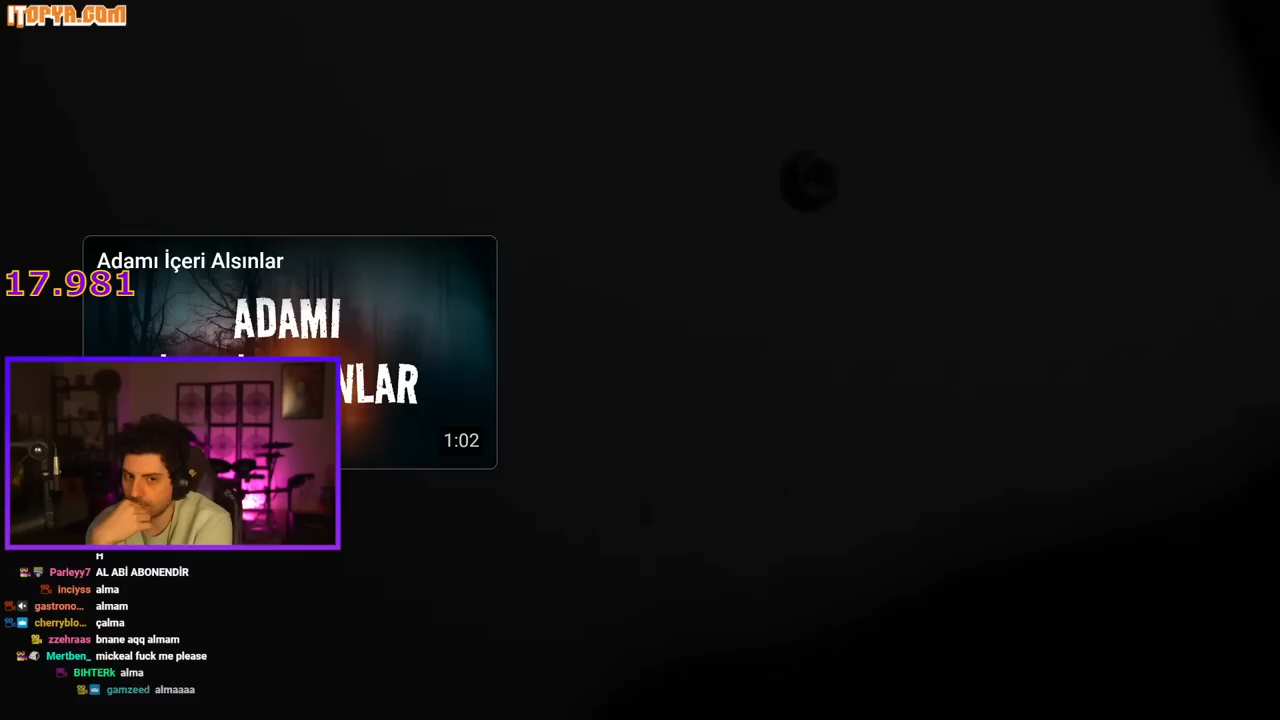 ITOPYA.COM
Adamı İçeri Alsınlar
17.981
ADAMI
NLAR
1:02
Parleyy7 AL ABİ ABONENDİR
inciyss alma
gastrono... almam
cherryblo... çalma
zzehraas bnane aqq almam
Mertben_ mickeal fuck me please
BIHTERk alma
gamzeed almaaaa